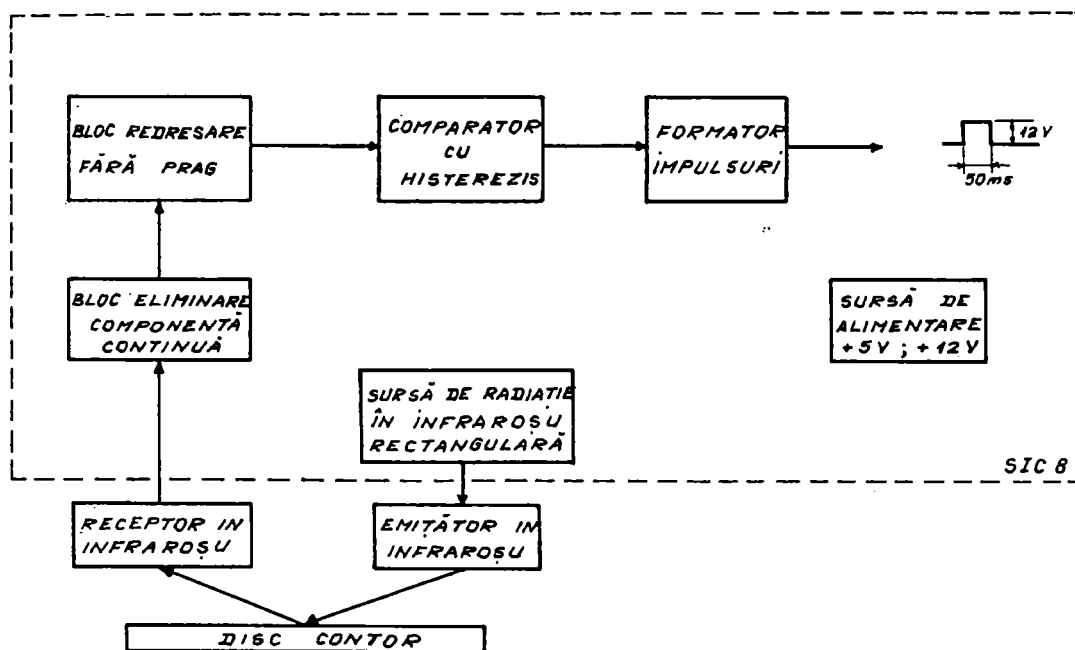 BLOC REDRESARE
FĂRĂ PRAG
COMPARATOR
CU
HISTEREZIS
FORMATOR
IMPULSURI
12V
50ms
BLOC ELIMINARE
COMPONENTĂ
CONTINUĂ
SURSĂ DE
ALIMENTARE
+5V ; +12V
SURSĂ DE RADIAȚIE
ÎN INFRAROȘU
RECTANGULARĂ
SIC 8
RECEPTOR IN
INFRAROȘU
EMIȚĂTOR IN
INFRAROȘU
DISC CONTOR